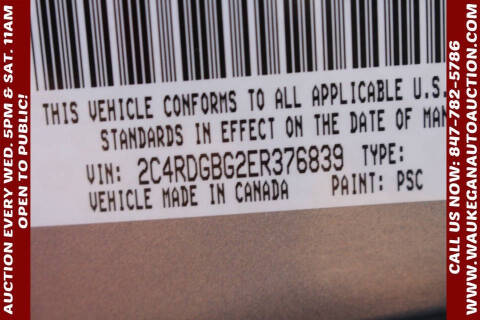 AUCTION EVERY WED. 5PM & SAT. 11AM
OPEN TO PUBLIC!
THIS VEHICLE CONFORMS TO ALL APPLICABLE U.S.
STANDARDS IN EFFECT ON THE DATE OF MAN
VIN: 2C4RDGBG2ER376839 TYPE:
VEHICLE MADE IN CANADA PAINT: PSC
CALL US NOW: 847-782-5786
WWW.WAUKEGANAUTOAUCTION.COM